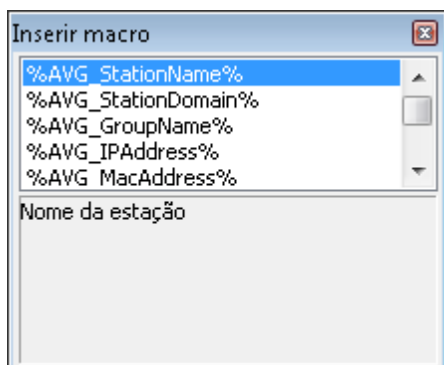 Inserir macro
%AVG_StationName%
%AVG_StationDomain%
%AVG_GroupName%
%AVG_IPAddress%
%AVG_MacAddress%
Nome da estação